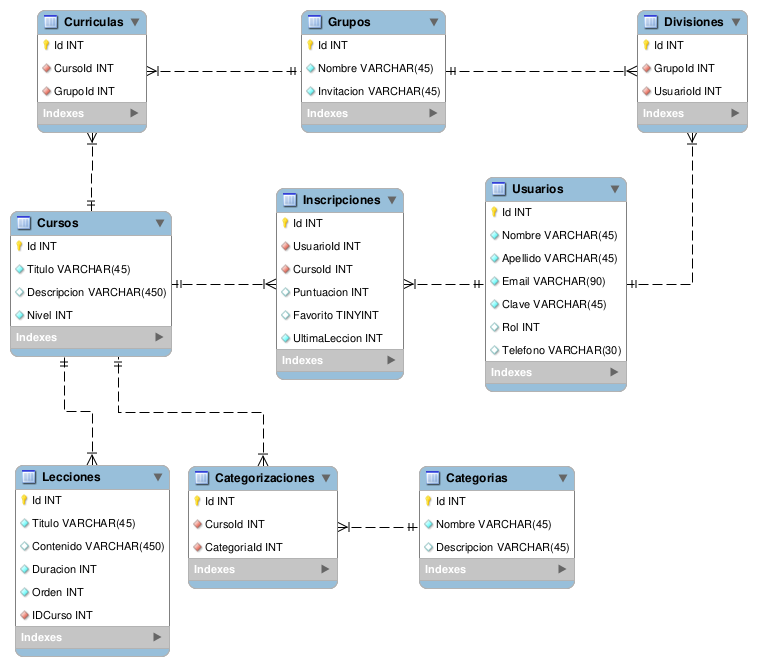 Curriculas
Id INT
CursoId INT
GrupoId INT
Indexes
Grupos
Id INT
Nombre VARCHAR(45)
Invitacion VARCHAR(45)
Indexes
Divisiones
Id INT
GrupoId INT
UsuarioId INT
Indexes
Cursos
Id INT
Titulo VARCHAR(45)
Descripcion VARCHAR(450)
Nivel INT
Indexes
Inscripciones
Id INT
UsuarioId INT
CursoId INT
Puntuacion INT
Favorito TINYINT
UltimaLeccion INT
Indexes
Usuarios
Id INT
Nombre VARCHAR(45)
Apellido VARCHAR(45)
Email VARCHAR(90)
Clave VARCHAR(45)
Rol INT
Telefono VARCHAR(30)
Indexes
Lecciones
Id INT
Titulo VARCHAR(45)
Contenido VARCHAR(450)
Duracion INT
Orden INT
IDCurso INT
Indexes
Categorizaciones
Id INT
CursoId INT
CategoriaId INT
Indexes
Categorias
Id INT
Nombre VARCHAR(45)
Descripcion VARCHAR(45)
Indexes